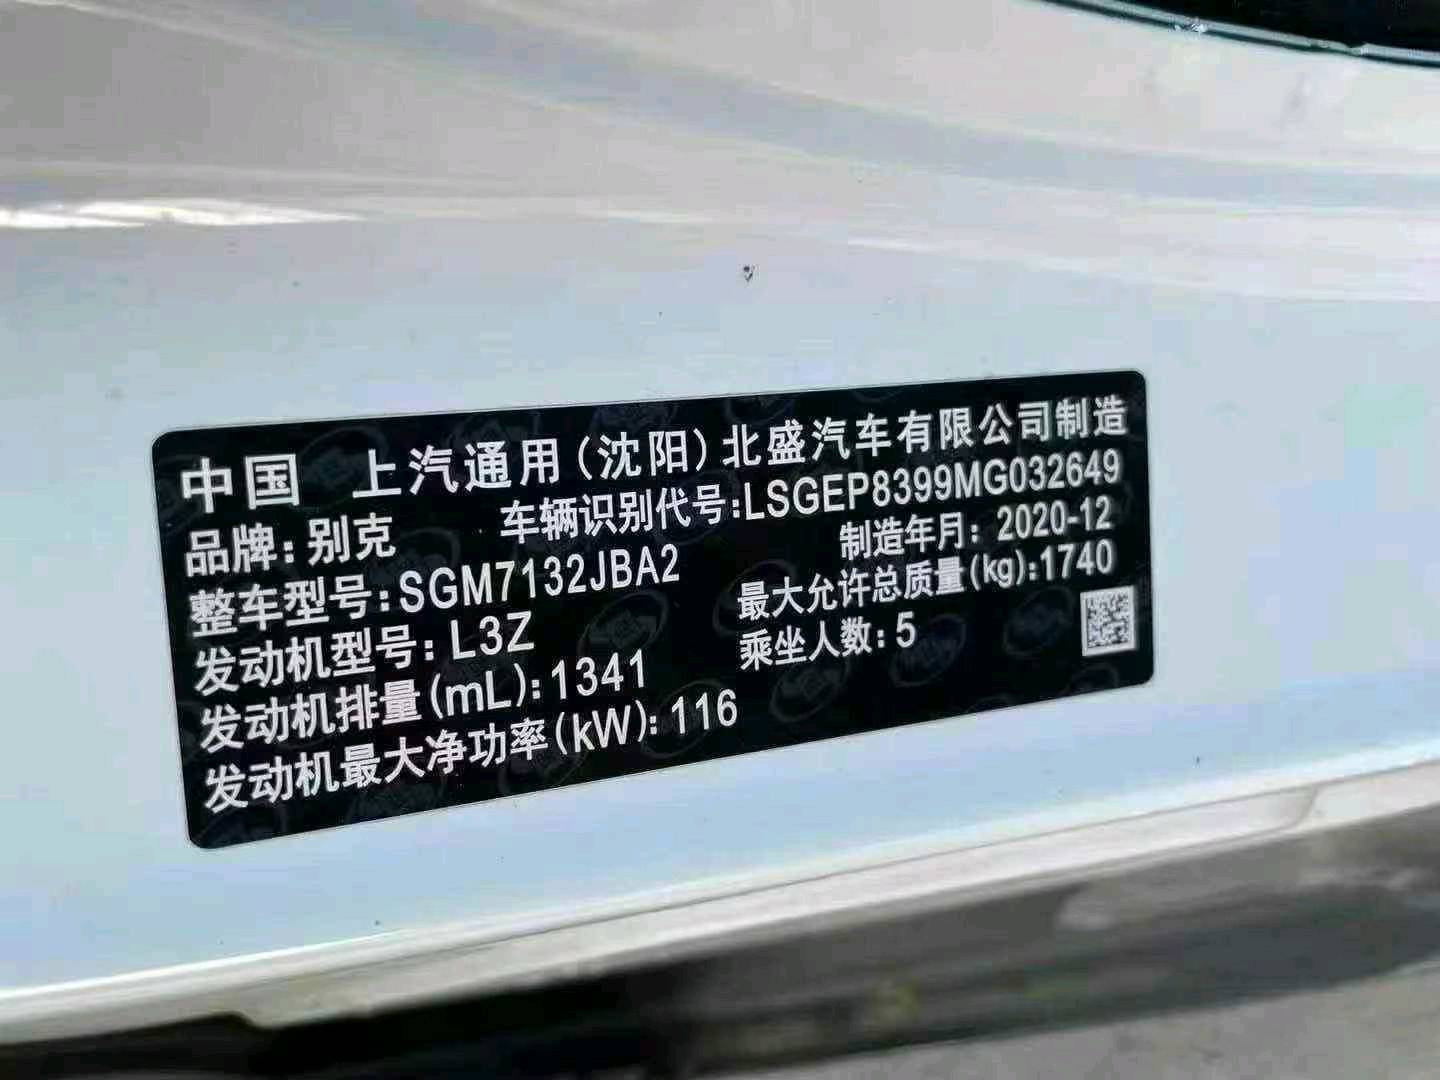 中国 上汽通用(沈阳)北盛汽车有限公司制造
品牌:别克 车辆识别代号:LSGEP8399MG032649
整车型号:SGM7132JBA2 制造年月:2020-12
发动机型号:L3Z 最大允许总质量(kg):1740
发动机排量(mL):1341 乘坐人数:5
发动机最大净功率(kW):116